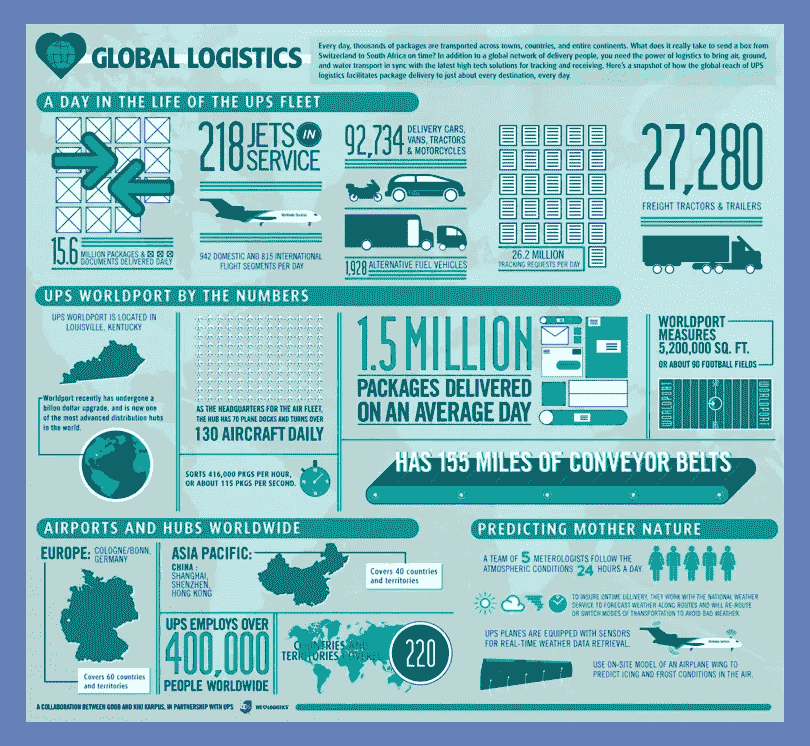 GLOBAL LOGISTICS
Every day, thousands of packages are transported across towns, countries, and entire continents. What does it really take to send a box from
Switzerland to South Africa on time? In addition to a global network of delivery people, you need the power of logistics to bring air, ground,
and water transport in sync with the latest high tech solutions for tracking and receiving. Here's a snapshot of how the global reach of UPS
logistics facilitates package delivery to just about every destination, every day.
A DAY IN THE LIFE OF THE UPS FLEET
15.6 MILLION PACKAGES &
DOCUMENTS DELIVERED DAILY
218 JETS IN
SERVICE
Worldwide Services
942 DOMESTIC AND 815 INTERNATIONAL
FLIGHT SEGMENTS PER DAY
92,734 DELIVERY CARS,
VANS, TRACTORS
& MOTORCYCLES
1,928 ALTERNATIVE FUEL VEHICLES
26.2 MILLION
TRACKING REQUESTS PER DAY
27,280
FREIGHT TRACTORS & TRAILERS
UPS WORLDPORT BY THE NUMBERS
UPS WORLDPORT IS LOCATED IN
LOUISVILLE, KENTUCKY
Worldport recently has undergone a
billon dollar upgrade, and is now one
of the most advanced distribution hubs
in the world.
AS THE HEADQUARTERS FOR THE AIR FLEET,
THE HUB HAS 70 PLANE DOCKS AND TURNS OVER
130 AIRCRAFT DAILY
SORTS 416,000 PKGS PER HOUR,
OR ABOUT 115 PKGS PER SECOND.
1.5 MILLION
PACKAGES DELIVERED
ON AN AVERAGE DAY
WORLDPORT
MEASURES
5,200,000 SQ. FT.
OR ABOUT 90 FOOTBALL FIELDS
WORLDPORT
WORLDPORT
HAS 155 MILES OF CONVEYOR BELTS
AIRPORTS AND HUBS WORLDWIDE
EUROPE: COLOGNE/BONN,
GERMANY
Covers 60 countries
and territories
ASIA PACIFIC:
CHINA :
SHANGHAI,
SHENZEN,
HONG KONG
Covers 40 countries
and territories
UPS EMPLOYS OVER
400,000
PEOPLE WORLDWIDE
COUNTRIES AND
TERRITORIES COVERED
220
PREDICTING MOTHER NATURE
A TEAM OF 5 METEROLOGISTS FOLLOW THE
ATMOSPHERIC CONDITIONS 24 HOURS A DAY.
TO INSURE ONTIME DELIVERY, THEY WORK WITH THE NATIONAL WEATHER
SERVICE TO FORECAST WEATHER ALONG ROUTES AND WILL RE-ROUTE
OR SWITCH MODES OF TRANSPORTATION TO AVOID BAD WEATHER.
UPS PLANES ARE EQUIPPED WITH SENSORS
FOR REAL-TIME WEATHER DATA RETRIEVAL.
Worldwide Services
USE ON-SITE MODEL OF AN AIRPLANE WING TO
PREDICT ICING AND FROST CONDITIONS IN THE AIR.
A COLLABORATION BETWEEN GOOD AND KIKI KARPUS, IN PARTNERSHIP WITH UPS
WE ♥ LOGISTICS